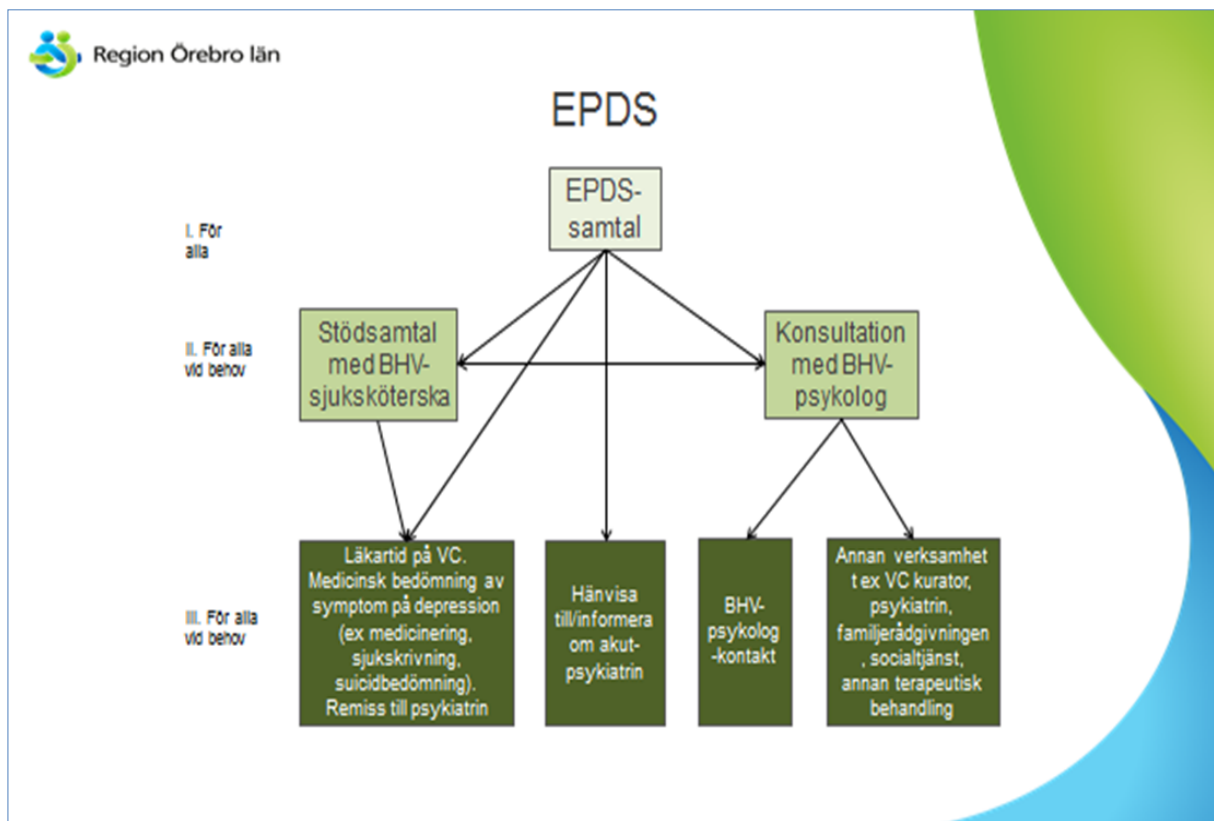 Region Örebro län
EPDS
EPDS-
samtal
I. För
alla
Stödsamtal
med BHV-
sjuksköterska
Konsultation
med BHV-
psykolog
II. För alla
vid behov
Läkartid på VC.
Medicinsk bedömning av
symptom på depression
(ex medicinering,
sjukskrivning,
suicidbedömning).
Remiss till psykiatrin
Hänvisa
till/informera
om akut-
psykiatrin
BHV-
psykolog
-kontakt
Annan verksamhet
t ex VC kurator,
psykiatrin,
familjerådgivningen
, socialtjänst,
annan terapeutisk
behandling
III. För alla
vid behov